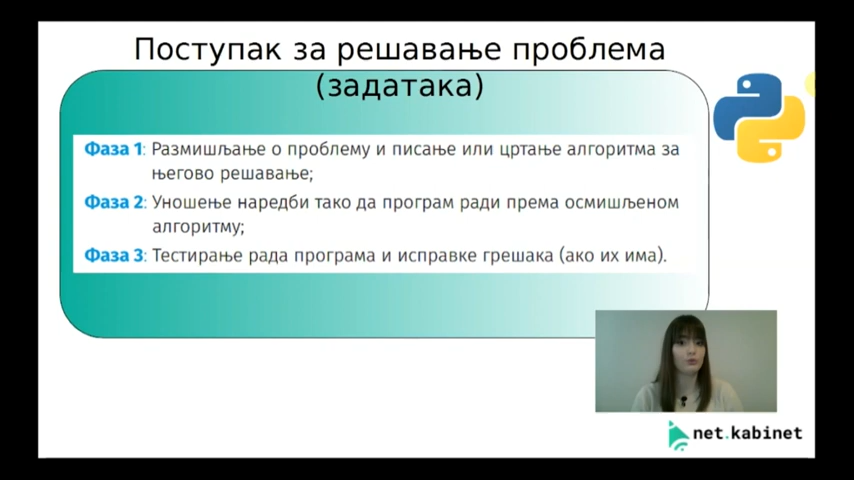 Поступак за решавање проблема
(задатака)
Фаза 1: Размишљање о проблему и писање или цртање алгоритма за
његово решавање;
Фаза 2: Уношење наредби тако да програм ради према осмишљеном
алгоритму;
Фаза 3: Тестирање рада програма и исправке грешака (ако их има).
net.kabinet